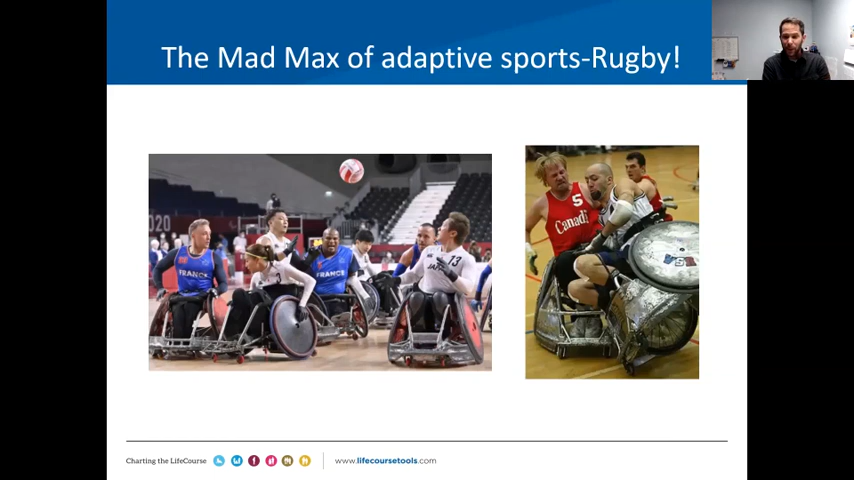 The Mad Max of adaptive sports-Rugby!
2020
FRANCE
FRANCE
13
5
Canada
USA
Charting the LifeCourse
www.lifecoursetools.com